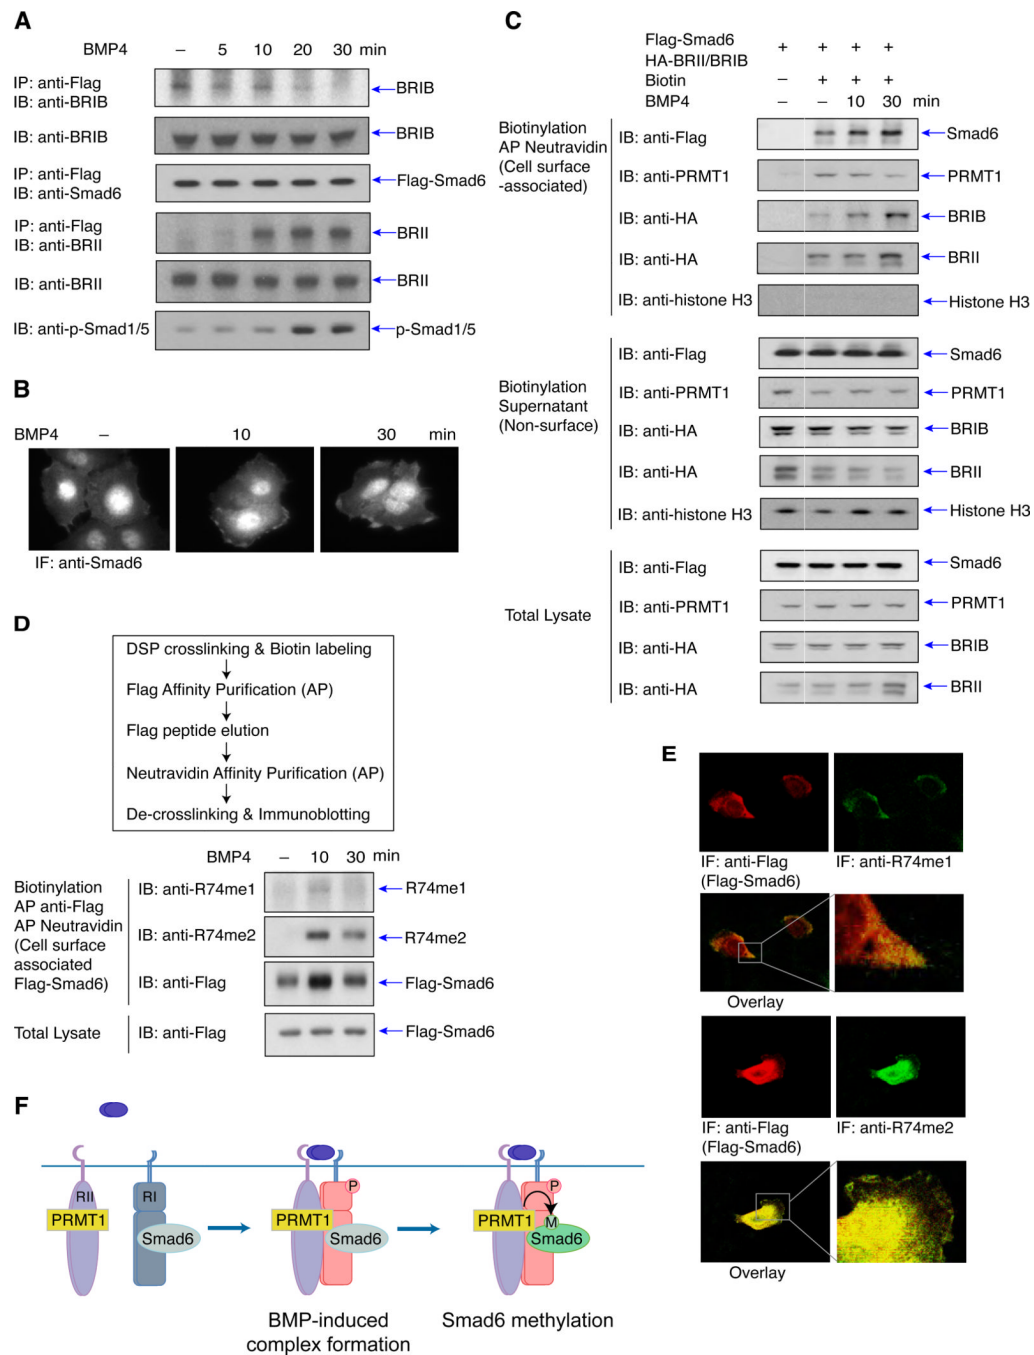 A
BMP4 – 5 10 20 30 min
IP: anti-Flag
IB: anti-BRIB
BRIB
IB: anti-BRIB
BRIB
IP: anti-Flag
IB: anti-Smad6
Flag-Smad6
IP: anti-Flag
IB: anti-BRII
BRII
IB: anti-BRII
BRII
IB: anti-p-Smad1/5
p-Smad1/5
B
BMP4 – 10 30 min
IF: anti-Smad6
C
Flag-Smad6
HA-BRII/BRIB
+ + + +
Biotin – + + +
BMP4 – – 10 30 min
Biotinylation
AP Neutravidin
(Cell surface
-associated)
IB: anti-Flag Smad6
IB: anti-PRMT1 PRMT1
IB: anti-HA BRIB
IB: anti-HA BRII
IB: anti-histone H3 Histone H3
Biotinylation
Supernatant
(Non-surface)
IB: anti-Flag Smad6
IB: anti-PRMT1 PRMT1
IB: anti-HA BRIB
IB: anti-HA BRII
IB: anti-histone H3 Histone H3
Total Lysate
IB: anti-Flag Smad6
IB: anti-PRMT1 PRMT1
IB: anti-HA BRIB
IB: anti-HA BRII
D
DSP crosslinking & Biotin labeling
Flag Affinity Purification (AP)
Flag peptide elution
Neutravidin Affinity Purification (AP)
De-crosslinking & Immunoblotting
BMP4 – 10 30 min
Biotinylation
AP anti-Flag
AP Neutravidin
(Cell surface
associated
Flag-Smad6)
IB: anti-R74me1 R74me1
IB: anti-R74me2 R74me2
IB: anti-Flag Flag-Smad6
Total Lysate IB: anti-Flag Flag-Smad6
E
IF: anti-Flag
(Flag-Smad6)
IF: anti-R74me1
Overlay
IF: anti-Flag
(Flag-Smad6)
IF: anti-R74me2
Overlay
F
RII
PRMT1
RI
Smad6
P
PRMT1
Smad6
BMP-induced
complex formation
P
PRMT1
M
Smad6
Smad6 methylation